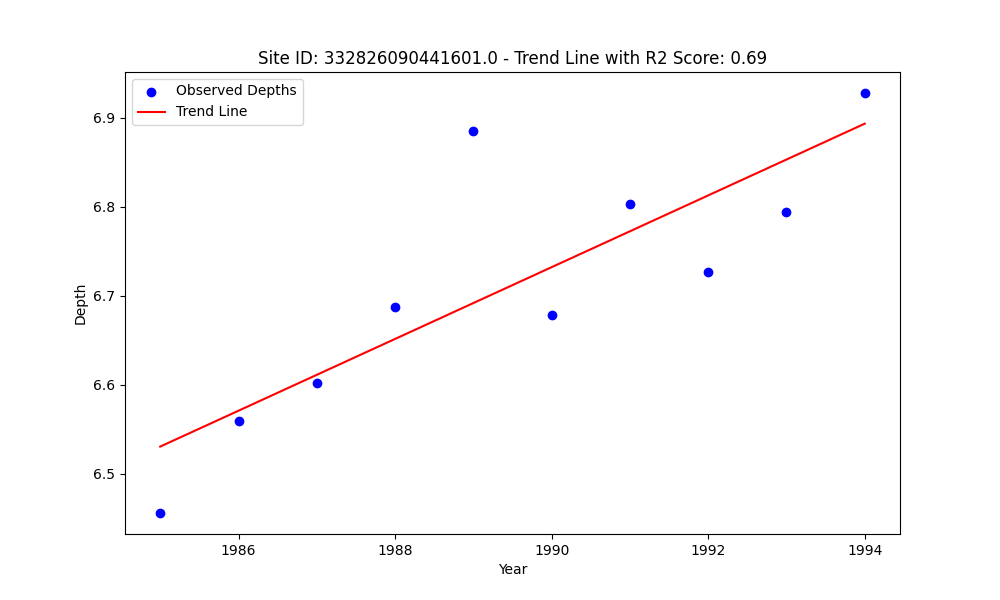 Site ID: 332826090441601.0 - Trend Line with R2 Score: 0.69
Observed Depths
Trend Line
6.9
6.8
6.7
6.6
6.5
Depth
1986
1988
1990
1992
1994
Year